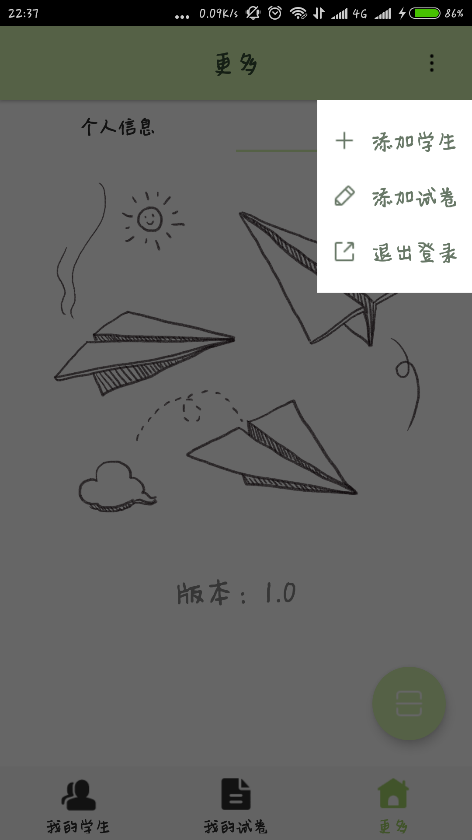 22:37 ... 0.09K/s 4G 86%
更多
个人信息
添加学生
添加试卷
退出登录
版本：1.0
我的学生 我的试卷 更多